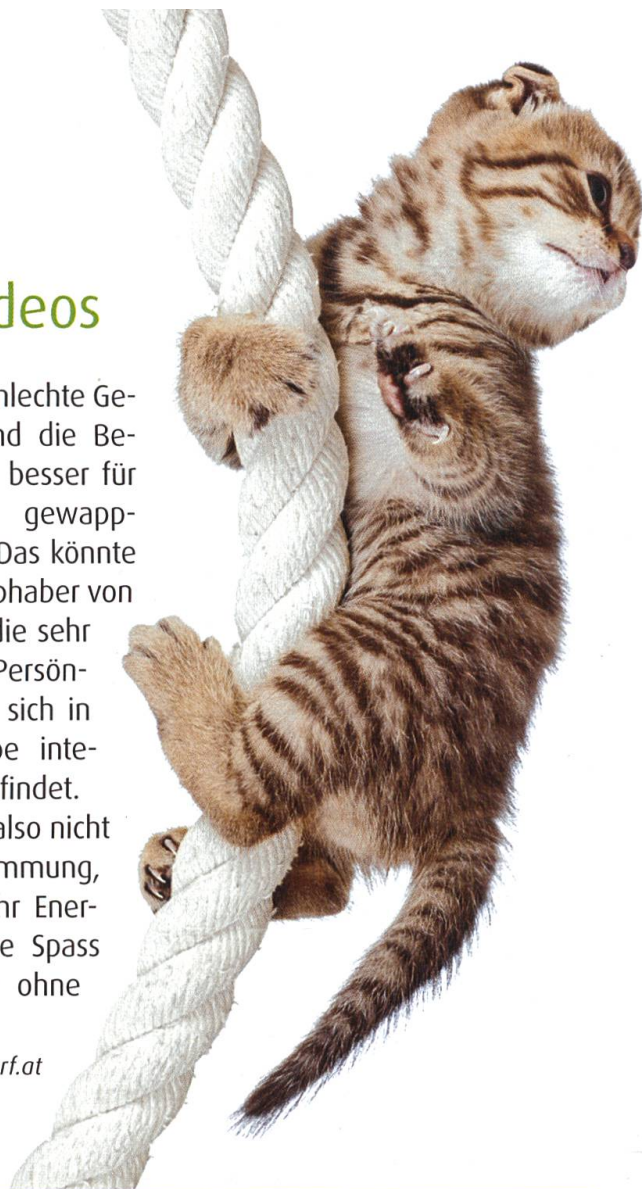 deos
hlechte Ge-
nd die Be-
besser für
gewapp-
Das könnte
bhaber von
die sehr
Persön-
sich in
be inte-
findet.
also nicht
mmung,
hr Ener-
e Spass
ohne
rf.at